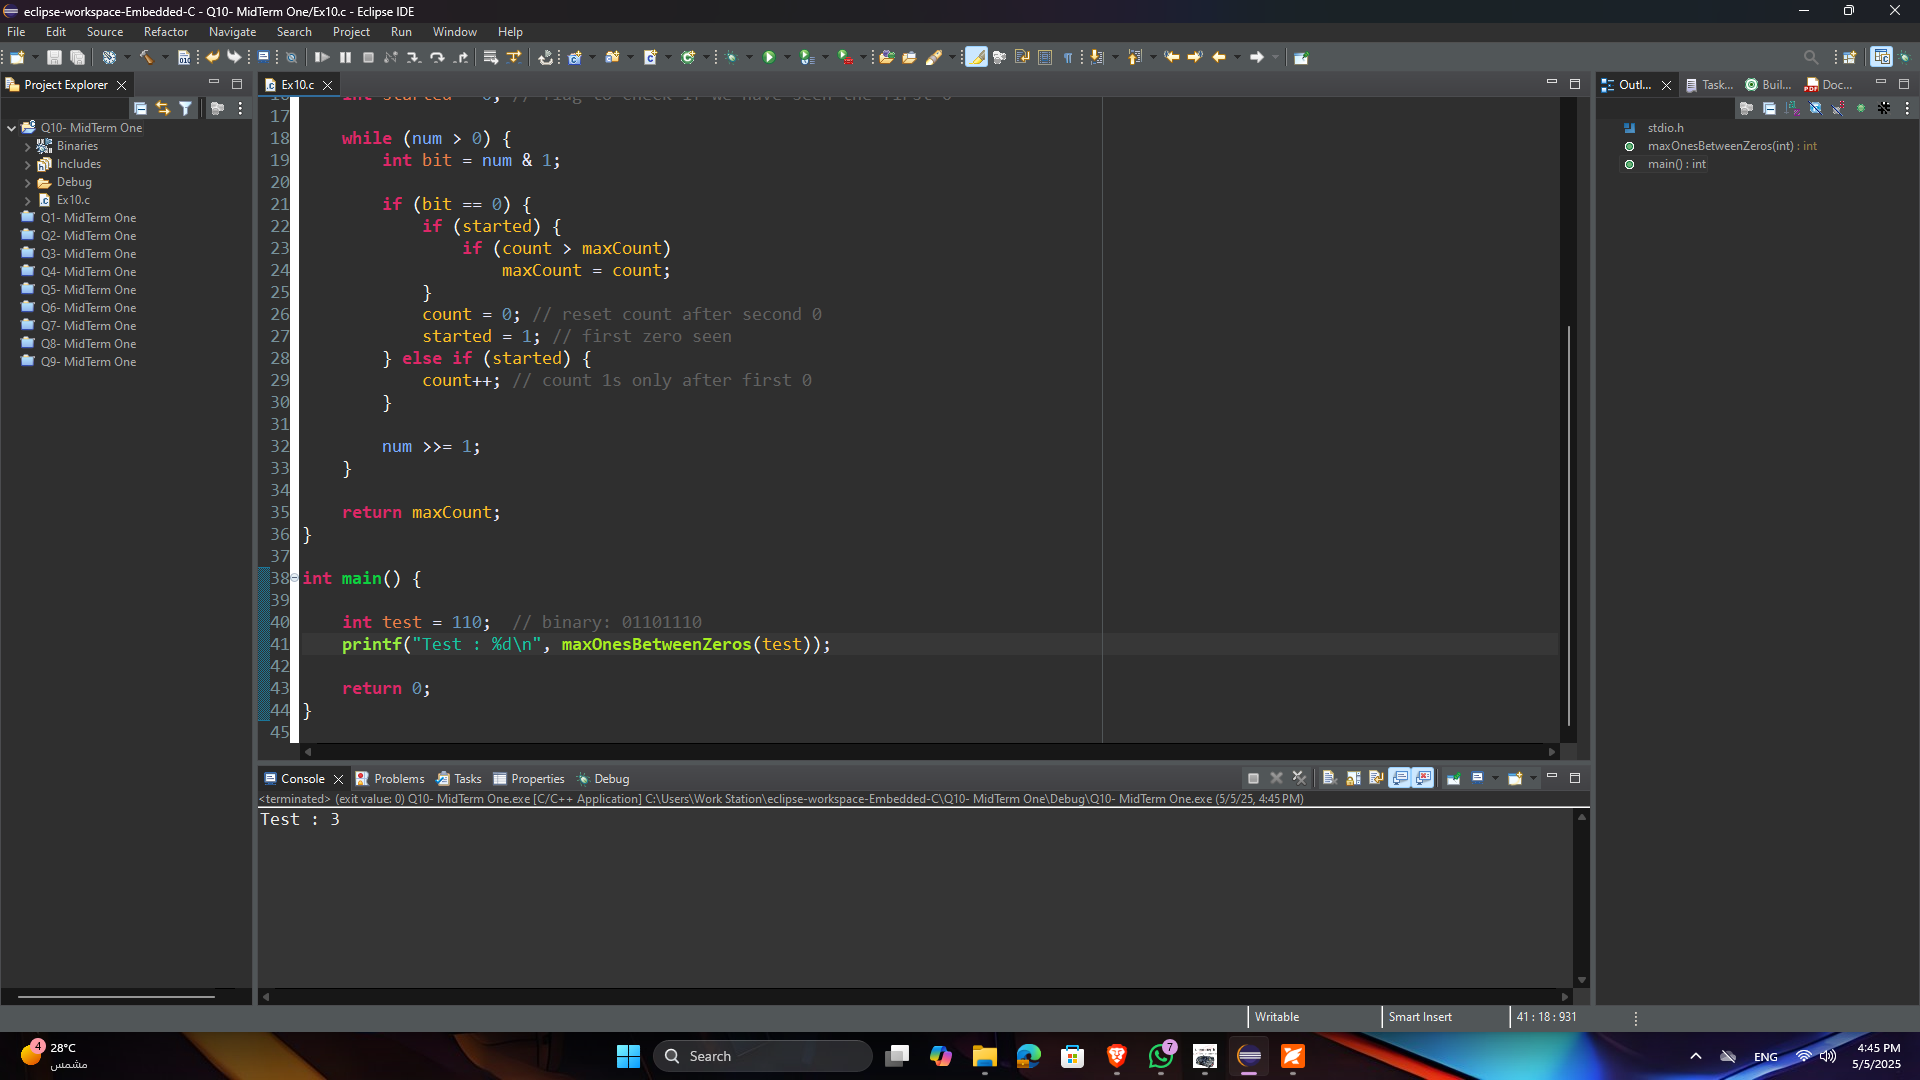 eclipse-workspace-Embedded-C - Q10- MidTerm One/Ex10.c - Eclipse IDE
File Edit Source Refactor Navigate Search Project Run Window Help
Project Explorer
Q10- MidTerm One
Binaries
Includes
Debug
Ex10.c
Q1- MidTerm One
Q2- MidTerm One
Q3- MidTerm One
Q4- MidTerm One
Q5- MidTerm One
Q6- MidTerm One
Q7- MidTerm One
Q8- MidTerm One
Q9- MidTerm One
Ex10.c
17
18 while (num > 0) {
19 int bit = num & 1;
20
21 if (bit == 0) {
22 if (started) {
23 if (count > maxCount)
24 maxCount = count;
25 }
26 count = 0; // reset count after second 0
27 started = 1; // first zero seen
28 } else if (started) {
29 count++; // count 1s only after first 0
30 }
31
32 num >>= 1;
33 }
34
35 return maxCount;
36 }
37
38 int main() {
39
40 int test = 110; // binary: 01101110
41 printf("Test : %d\n", maxOnesBetweenZeros(test));
42
43 return 0;
44 }
45
Outl... Task... Buil... Doc...
stdio.h
maxOnesBetweenZeros(int) : int
main() : int
Console Problems Tasks Properties Debug
<terminated> (exit value: 0) Q10- MidTerm One.exe [C/C++ Application] C:\Users\Work Station\eclipse-workspace-Embedded-C\Q10- MidTerm One\Debug\Q10- MidTerm One.exe (5/5/25, 4:45 PM)
Test : 3
Writable Smart Insert 41 : 18 : 931
4 28°C
مشمس
Search
7
ENG
4:45 PM
5/5/2025